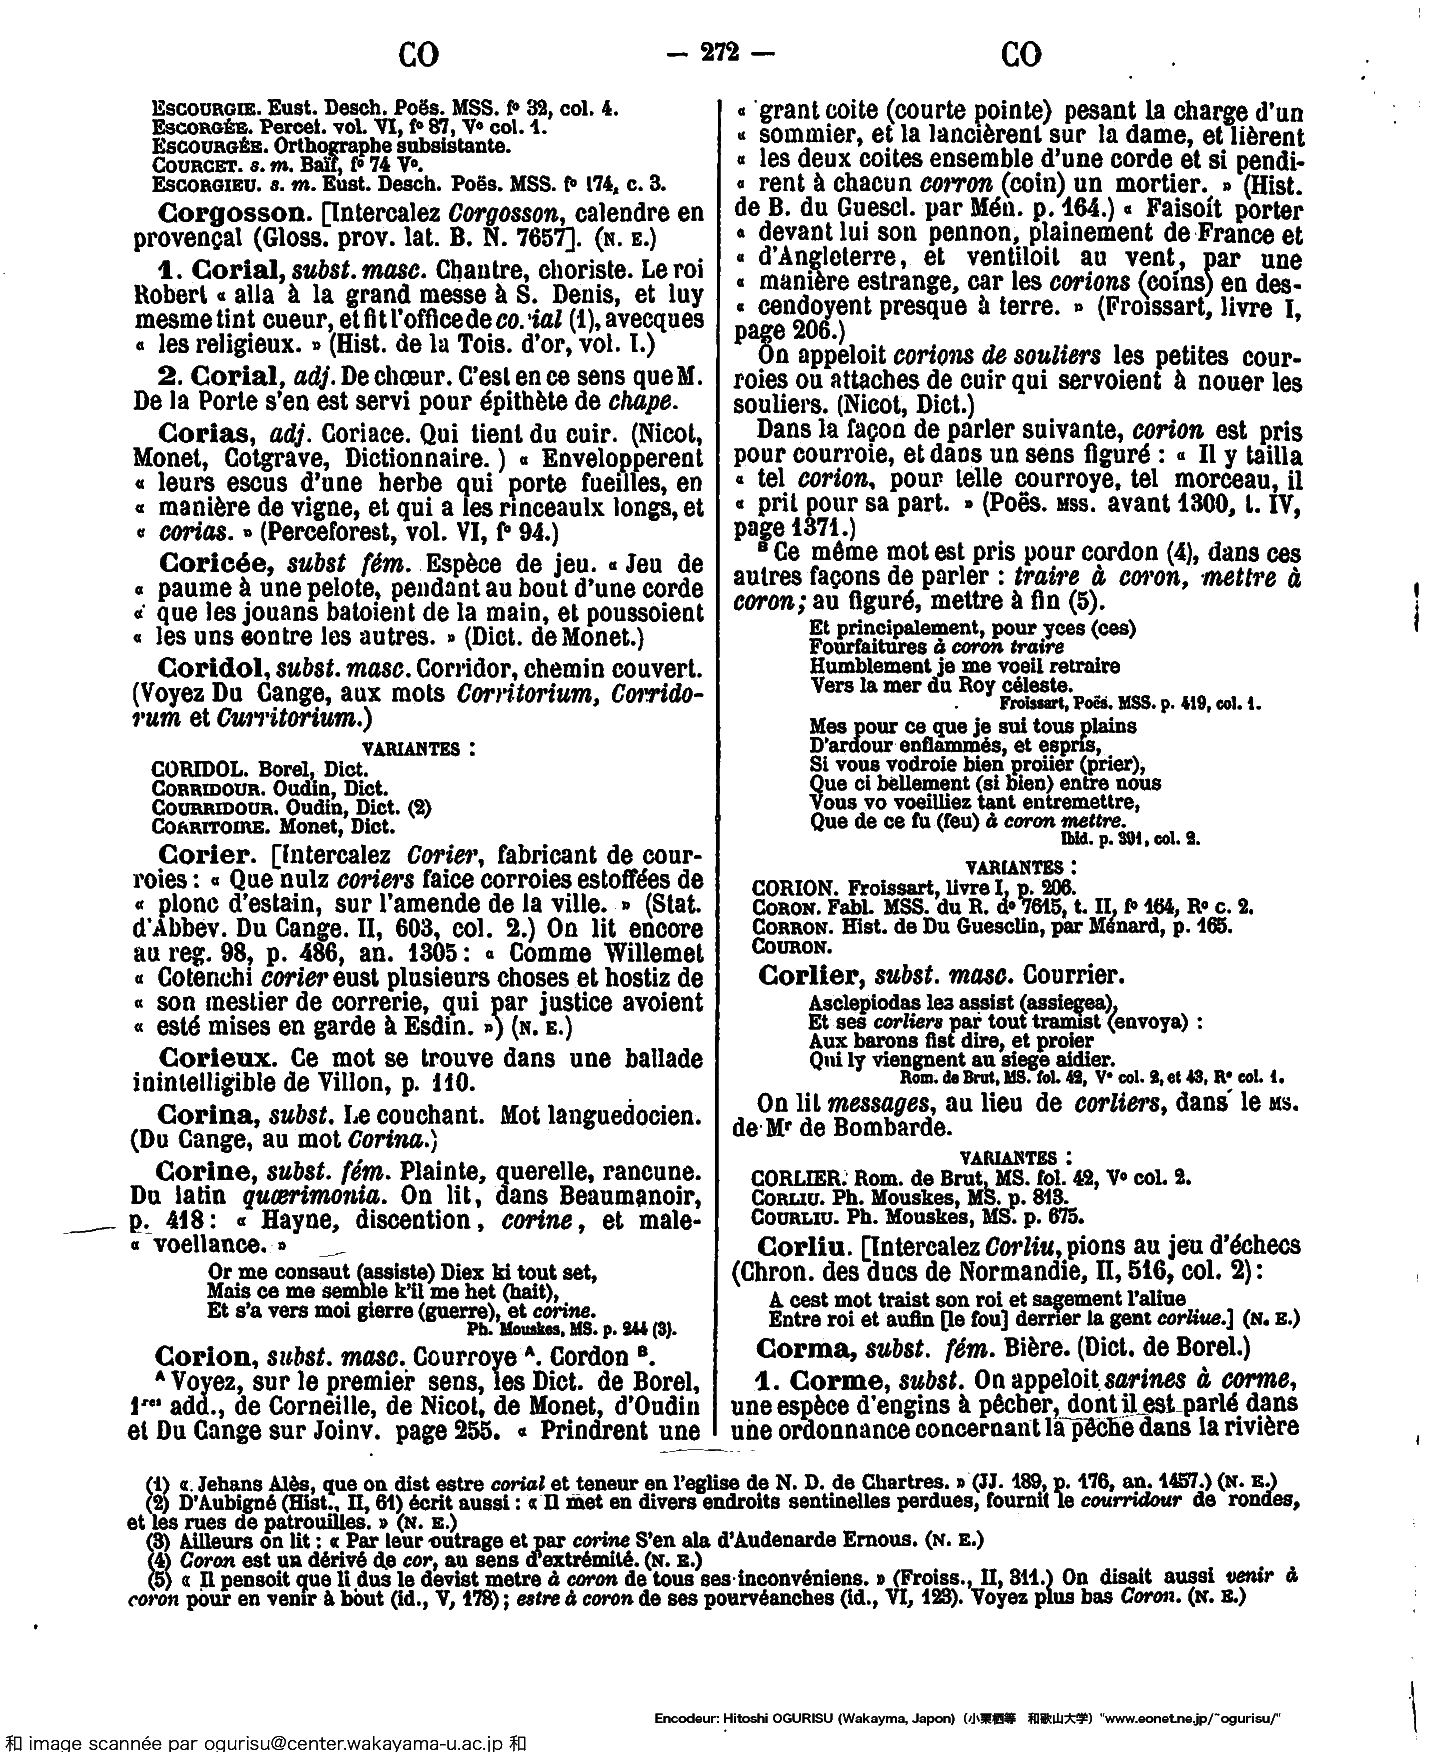 CO — 272 — CO
ESCOURGIE. Eust. Desch. Poës. MSS. fº 32, col. 4.
ESCORGÉE. Percef. vol. VI, fº 87, Vº col. 1.
ESCOURGÉE. Orthographe subsistante.
COURCET. s. m. Baïf, fº 74 Vº.
ESCORGIEU. s. m. Eust. Desch. Poës. MSS. fº 174, c. 3.
Corgosson. [Intercalez Corgosson, calendre en
provençal (Gloss. prov. lat. B. N. 7657]. (N. E.)
1. Corial, subst. masc. Chantre, choriste. Le roi
Robert « alla à la grand messe à S. Denis, et luy
mesme tint cueur, et fit l'office de co.ial (1), avecques
« les religieux. » (Hist. de la Tois. d'or, vol. I.)
2. Corial, adj. De chœur. C'est en ce sens que M.
De la Porte s'en est servi pour épithète de chape.
Corias, adj. Coriace. Qui tient du cuir. (Nicot,
Monet, Cotgrave, Dictionnaire.) « Envelopperent
« leurs escus d'une herbe qui porte fueilles, en
« manière de vigne, et qui a les rinceaulx longs, et
« corias. » (Perceforest, vol. VI, fº 94.)
Coricée, subst fém. Espèce de jeu. « Jeu de
« paume à une pelote, pendant au bout d'une corde
« que les jouans batoient de la main, et poussoient
« les uns contre les autres. » (Dict. de Monet.)
Coridol, subst. masc. Corridor, chemin couvert.
(Voyez Du Cange, aux mots Corritorium, Corrido-
rum et Curritorium.)
VARIANTES :
CORIDOL. Borel, Dict.
CORRIDOUR. Oudin, Dict.
COURRIDOUR. Oudin, Dict. (2)
CORRITOIRE. Monet, Dict.
Corier. [Intercalez Corier, fabricant de cour-
roies : « Que nulz coriers faice corroies estoffées de
« plonc d'estain, sur l'amende de la ville. » (Stat.
d'Abbev. Du Cange. II, 603, col. 2.) On lit encore
au reg. 98, p. 486, an. 1305 : « Comme Willemet
« Cotenchi corier eust plusieurs choses et hostiz de
« son mestier de correrie, qui par justice avoient
« esté mises en garde à Esdin. ») (N. E.)
Corieux. Ce mot se trouve dans une ballade
inintelligible de Villon, p. 110.
Corina, subst. Le couchant. Mot languedocien.
(Du Cange, au mot Corina.)
Corine, subst. fém. Plainte, querelle, rancune.
Du latin quærimonia. On lit, dans Beaumanoir,
p. 418 : « Hayne, discention, corine, et male-
« voellance. »
Or me consaut (assiste) Diex ki tout set,
Mais ce me semble k'il me het (hait),
Et s'a vers moi gierre (guerre), et corine.
Ph. Mouskes, MS. p. 244 (3).
Corion, subst. masc. Courroye A. Cordon B.
A Voyez, sur le premier sens, les Dict. de Borel,
1res add., de Corneille, de Nicot, de Monet, d'Oudin
et Du Cange sur Joinv. page 255. « Prindrent une
« grant coite (courte pointe) pesant la charge d'un
« sommier, et la lancièrent sur la dame, et lièrent
« les deux coites ensemble d'une corde et si pendi-
« rent à chacun corron (coin) un mortier. » (Hist.
de B. du Guescl. par Mén. p. 164.) « Faisoit porter
« devant lui son pennon, plainement de France et
« d'Angleterre, et ventiloit au vent, par une
« manière estrange, car les corions (coins) en des-
« cendoyent presque à terre. » (Froissart, livre I,
page 206.)
On appeloit corions de souliers les petites cour-
roies ou attaches de cuir qui servoient à nouer les
souliers. (Nicot, Dict.)
Dans la façon de parler suivante, corion est pris
pour courroie, et dans un sens figuré : « Il y tailla
« tel corion, pour telle courroye, tel morceau, il
« prit pour sa part. » (Poës. MSS. avant 1300, t. IV,
page 1371.)
B Ce même mot est pris pour cordon (4), dans ces
autres façons de parler : traire à coron, mettre à
coron; au figuré, mettre à fin (5).
Et principalement, pour yces (ces)
Fourfaitures à coron traire
Humblement je me voeil retraire
Vers la mer du Roy céleste.
Froissart, Poës. MSS. p. 419, col. 1.
Mes pour ce que je sui tous plains
D'ardour enflammés, et espris,
Si vous vodroie bien proiier (prier),
Que ci bellement (si bien) entre nous
Vous vo voeilliez tant entremettre,
Que de ce fu (feu) à coron mettre.
Ibid. p. 391, col. 2.
VARIANTES :
CORION. Froissart, livre I, p. 206.
CORON. Fabl. MSS. du R. dº 7615, t. II, fº 164, Rº c. 2.
CORRON. Hist. de Du Guesclin, par Ménard, p. 165.
COURON.
Corlier, subst. masc. Courrier.
Asclepiodas les assist (assiegea),
Et ses corliers par tout tramist (envoya) :
Aux barons fist dire, et proier
Qui ly viengnent au siege aidier.
Rom. de Brut, MS. fol. 42, Vº col. 2, et 43, Rº col. 1.
On lit messages, au lieu de corliers, dans le MS.
de Mr de Bombarde.
VARIANTES :
CORLIER. Rom. de Brut, MS. fol. 42, Vº col. 2.
CORLIU. Ph. Mouskes, MS. p. 813.
COURLIU. Ph. Mouskes, MS. p. 675.
Corliu. [Intercalez Corliu, pions au jeu d'échecs
(Chron. des ducs de Normandie, II, 516, col. 2) :
A cest mot traist son roi et sagement l'aliue
Entre roi et aufin [le fou] derrier la gent corliue.] (N. E.)
Corma, subst. fém. Bière. (Dict. de Borel.)
1. Corme, subst. On appeloit sarines à corme,
une espèce d'engins à pêcher, dont il est parlé dans
une ordonnance concernant la pêche dans la rivière
(1) « Jehans Alès, que on dist estre corial et teneur en l'eglise de N. D. de Chartres. » (JJ. 189, p. 176, an. 1457.) (N. E.)
(2) D'Aubigné (Hist., II, 61) écrit aussi : « Il met en divers endroits sentinelles perdues, fournit le courridour de rondes,
et les rues de patrouilles. » (N. E.)
(3) Ailleurs on lit : « Par leur outrage et par corine S'en ala d'Audenarde Ernous. (N. E.)
(4) Coron est un dérivé de cor, au sens d'extrémité. (N. E.)
(5) « Il pensoit que li dus le devist metre à coron de tous ses inconvéniens. » (Froiss., II, 311.) On disait aussi venir à
coron pour en venir à bout (id., V, 178); estre à coron de ses pourvéanches (id., VI, 123). Voyez plus bas Coron. (N. E.)
Encodeur: Hitoshi OGURISU (Wakayma, Japon) (小栗栖等 和歌山大学) "www.eonet.ne.jp/~ogurisu/"
和 image scannée par ogurisu@center.wakayama-u.ac.jp 和